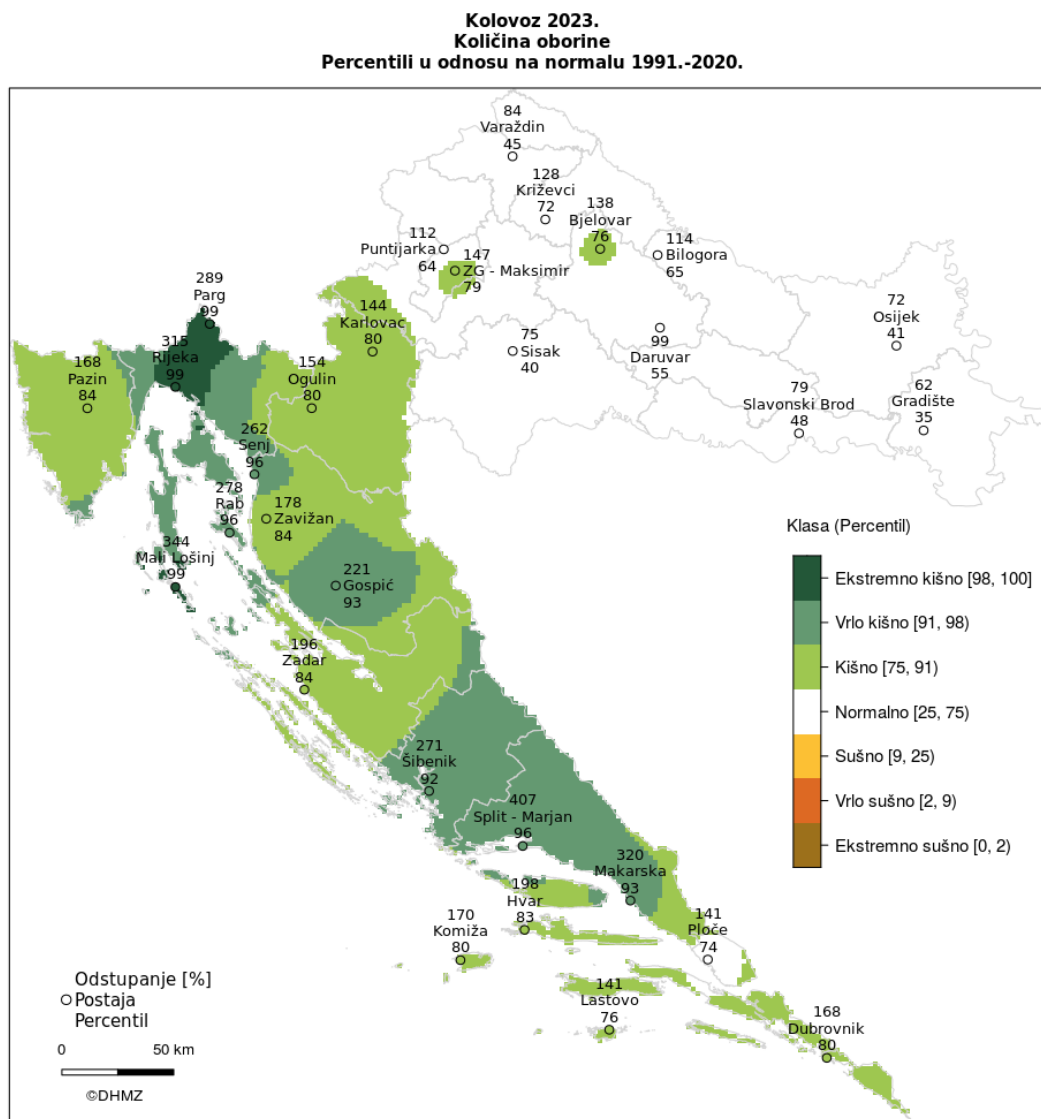 Kolovoz 2023.
Količina oborine
Percentili u odnosu na normalu 1991.-2020.
84
Varaždin
45
128
Križevci
72
138
Bjelovar
76
112
Puntijarka
64
147
ZG - Maksimir
79
114
Bilogora
65
289
Parg
99
144
Karlovac
80
72
Osijek
41
315
Rijeka
99
75
Sisak
40
99
Daruvar
55
168
Pazin
84
154
Ogulin
80
79
Slavonski Brod
48
62
Gradište
35
262
Senj
96
278
Rab
96
178
Zavižan
84
344
Mali Lošinj
99
221
Gospić
93
196
Zadar
84
271
Šibenik
92
407
Split - Marjan
96
320
Makarska
93
198
Hvar
83
170
Komiža
80
141
Ploče
74
141
Lastovo
76
168
Dubrovnik
80
Klasa (Percentil)
Ekstremno kišno [98, 100]
Vrlo kišno [91, 98)
Kišno [75, 91)
Normalno [25, 75)
Sušno [9, 25)
Vrlo sušno [2, 9)
Ekstremno sušno [0, 2)
Odstupanje [%]
Postaja
Percentil
0 50 km
©DHMZ